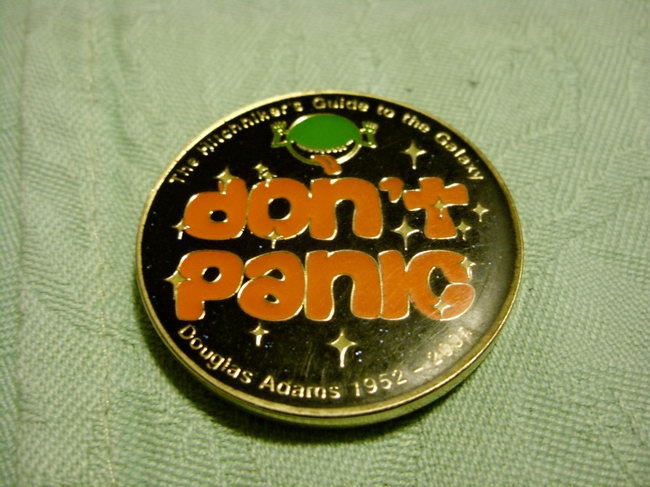 The Hitchhiker's Guide to the Galaxy
don't
panic
Douglas Adams 1952 - 2001